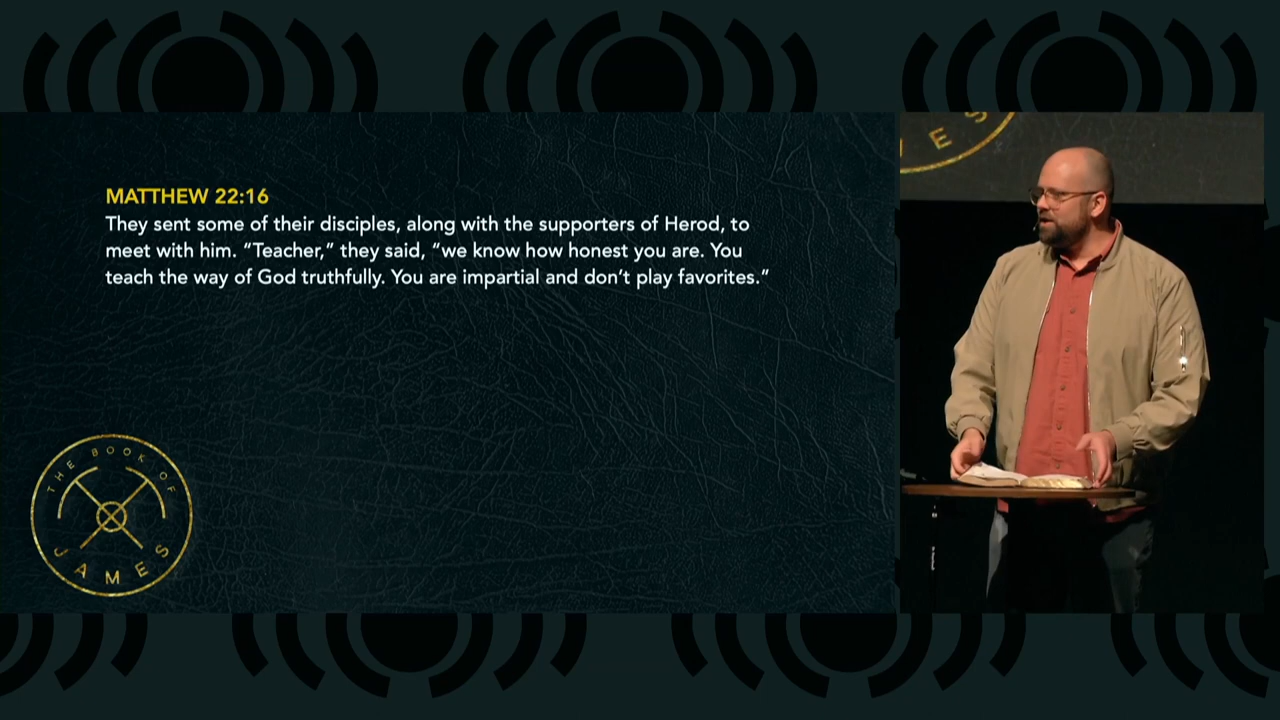 MATTHEW 22:16
They sent some of their disciples, along with the supporters of Herod, to
meet with him. “Teacher,” they said, “we know how honest you are. You
teach the way of God truthfully. You are impartial and don’t play favorites.”
THE BOOK OF
JAMES
ES